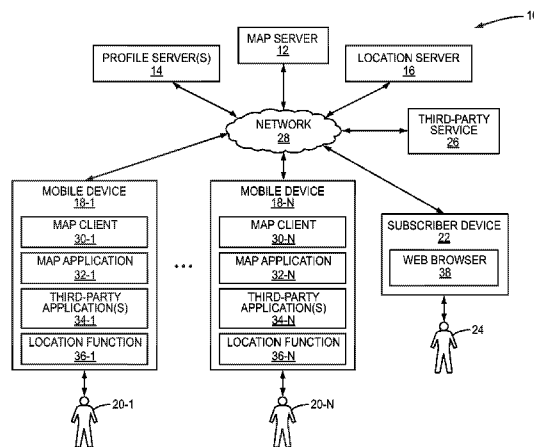 10
MAP SERVER
12
PROFILE SERVER(S)
14
LOCATION SERVER
16
NETWORK
28
THIRD-PARTY
SERVICE
26
MOBILE DEVICE
18-1
MAP CLIENT
30-1
MAP APPLICATION
32-1
THIRD-PARTY
APPLICATION(S)
34-1
LOCATION FUNCTION
36-1
20-1
...
MOBILE DEVICE
18-N
MAP CLIENT
30-N
MAP APPLICATION
32-N
THIRD-PARTY
APPLICATION(S)
34-N
LOCATION FUNCTION
36-N
20-N
SUBSCRIBER DEVICE
22
WEB BROWSER
38
24